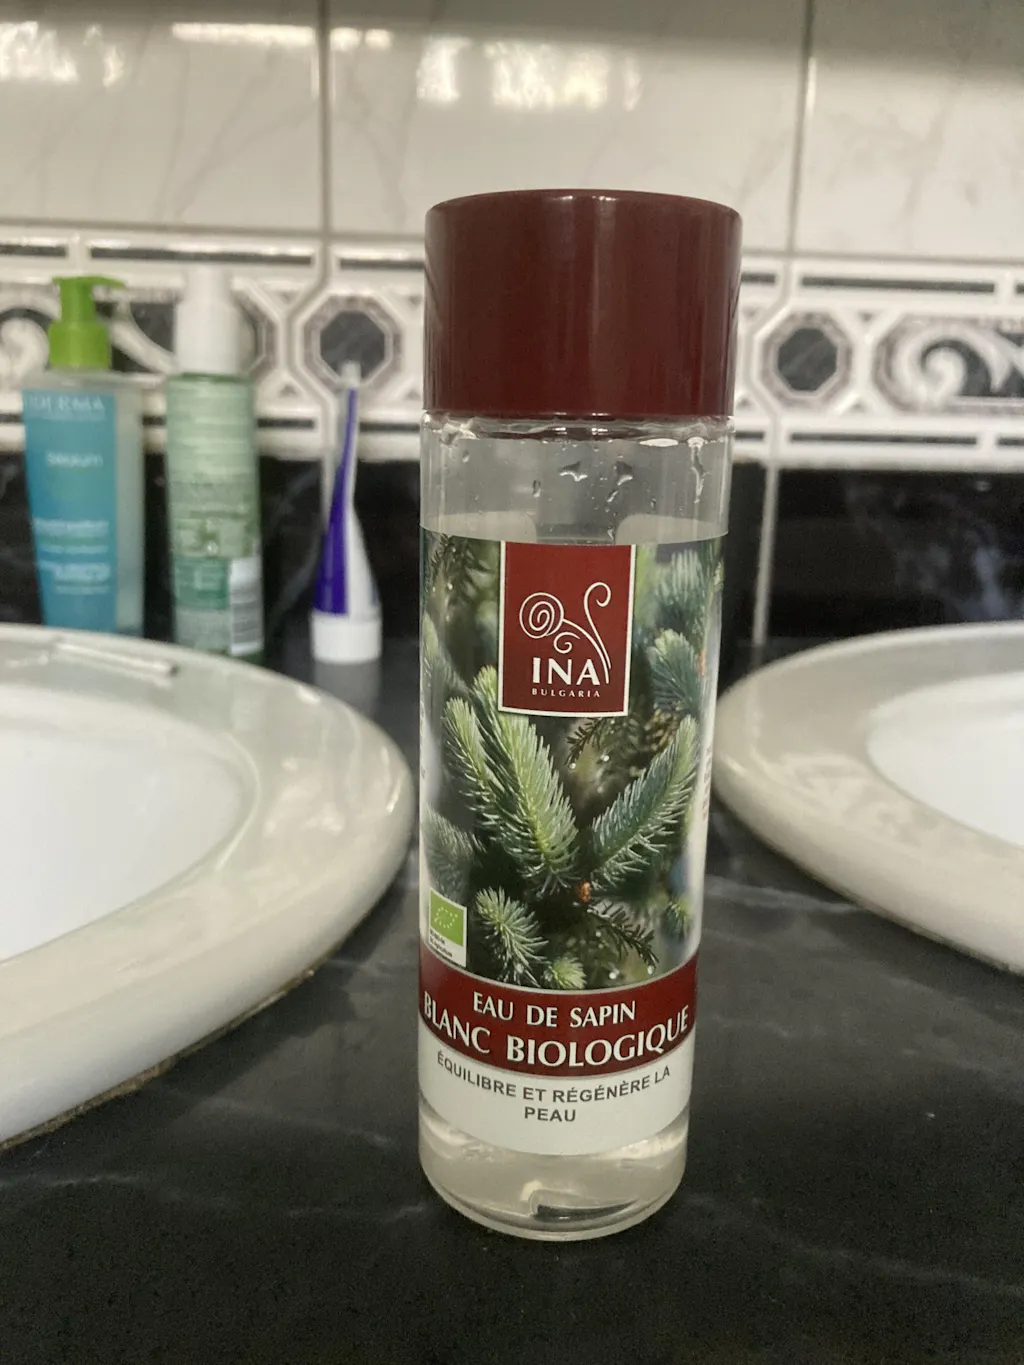 INA
BULGARIA
EAU DE SAPIN
BLANC BIOLOGIQUE
ÉQUILIBRE ET RÉGÉNÈRE LA
PEAU